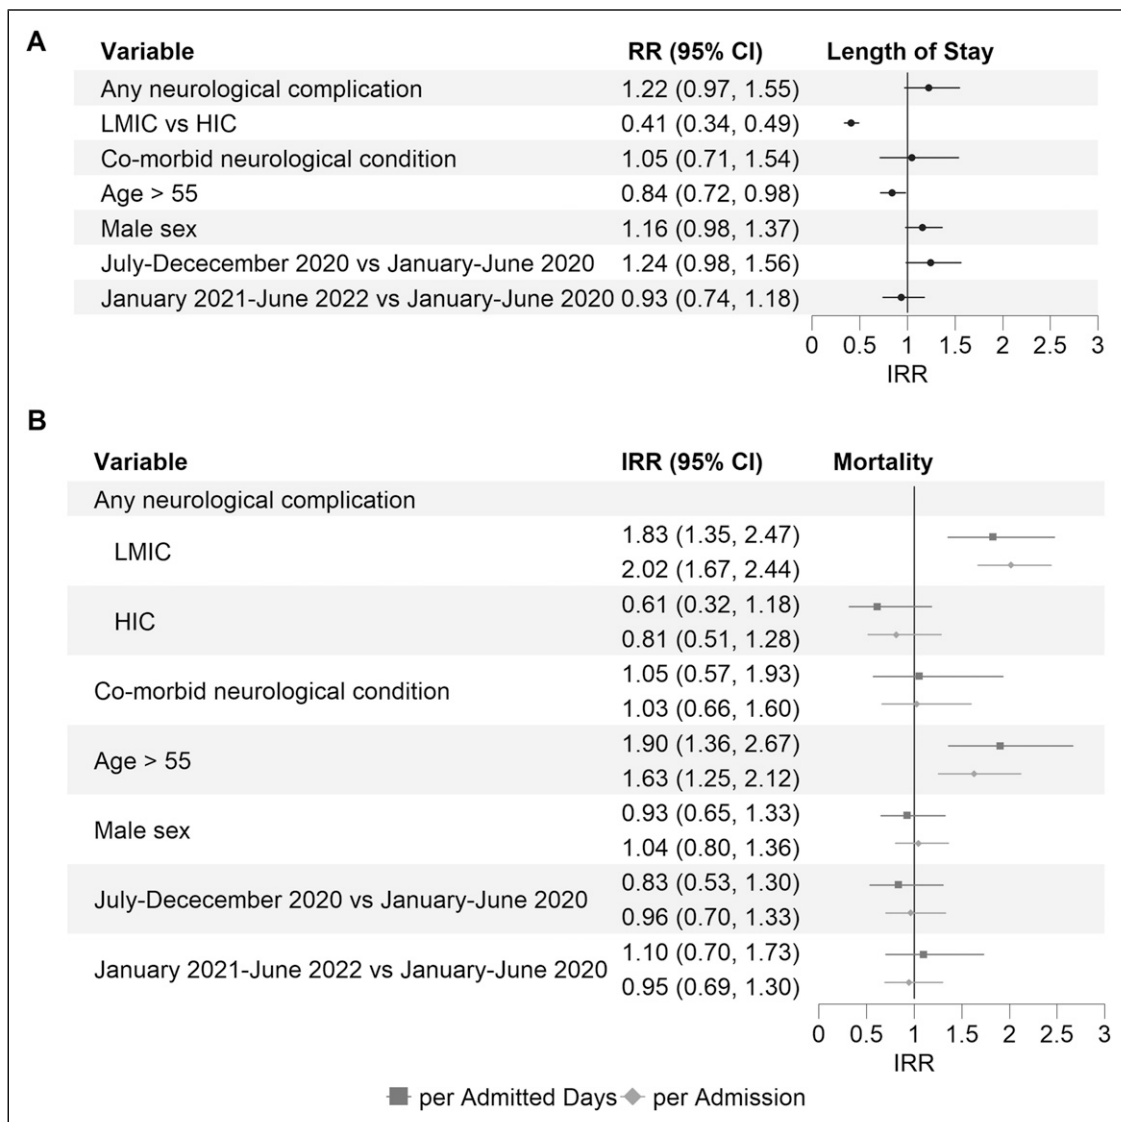 A
Variable RR (95% CI) Length of Stay
Any neurological complication 1.22 (0.97, 1.55)
LMIC vs HIC 0.41 (0.34, 0.49)
Co-morbid neurological condition 1.05 (0.71, 1.54)
Age > 55 0.84 (0.72, 0.98)
Male sex 1.16 (0.98, 1.37)
July-Dececember 2020 vs January-June 2020 1.24 (0.98, 1.56)
January 2021-June 2022 vs January-June 2020 0.93 (0.74, 1.18)
0 0.5 1 1.5 2 2.5 3
IRR
B
Variable IRR (95% CI) Mortality
Any neurological complication
LMIC
1.83 (1.35, 2.47)
2.02 (1.67, 2.44)
HIC
0.61 (0.32, 1.18)
0.81 (0.51, 1.28)
Co-morbid neurological condition
1.05 (0.57, 1.93)
1.03 (0.66, 1.60)
Age > 55
1.90 (1.36, 2.67)
1.63 (1.25, 2.12)
Male sex
0.93 (0.65, 1.33)
1.04 (0.80, 1.36)
July-Dececember 2020 vs January-June 2020
0.83 (0.53, 1.30)
0.96 (0.70, 1.33)
January 2021-June 2022 vs January-June 2020
1.10 (0.70, 1.73)
0.95 (0.69, 1.30)
0 0.5 1 1.5 2 2.5 3
IRR
per Admitted Days per Admission